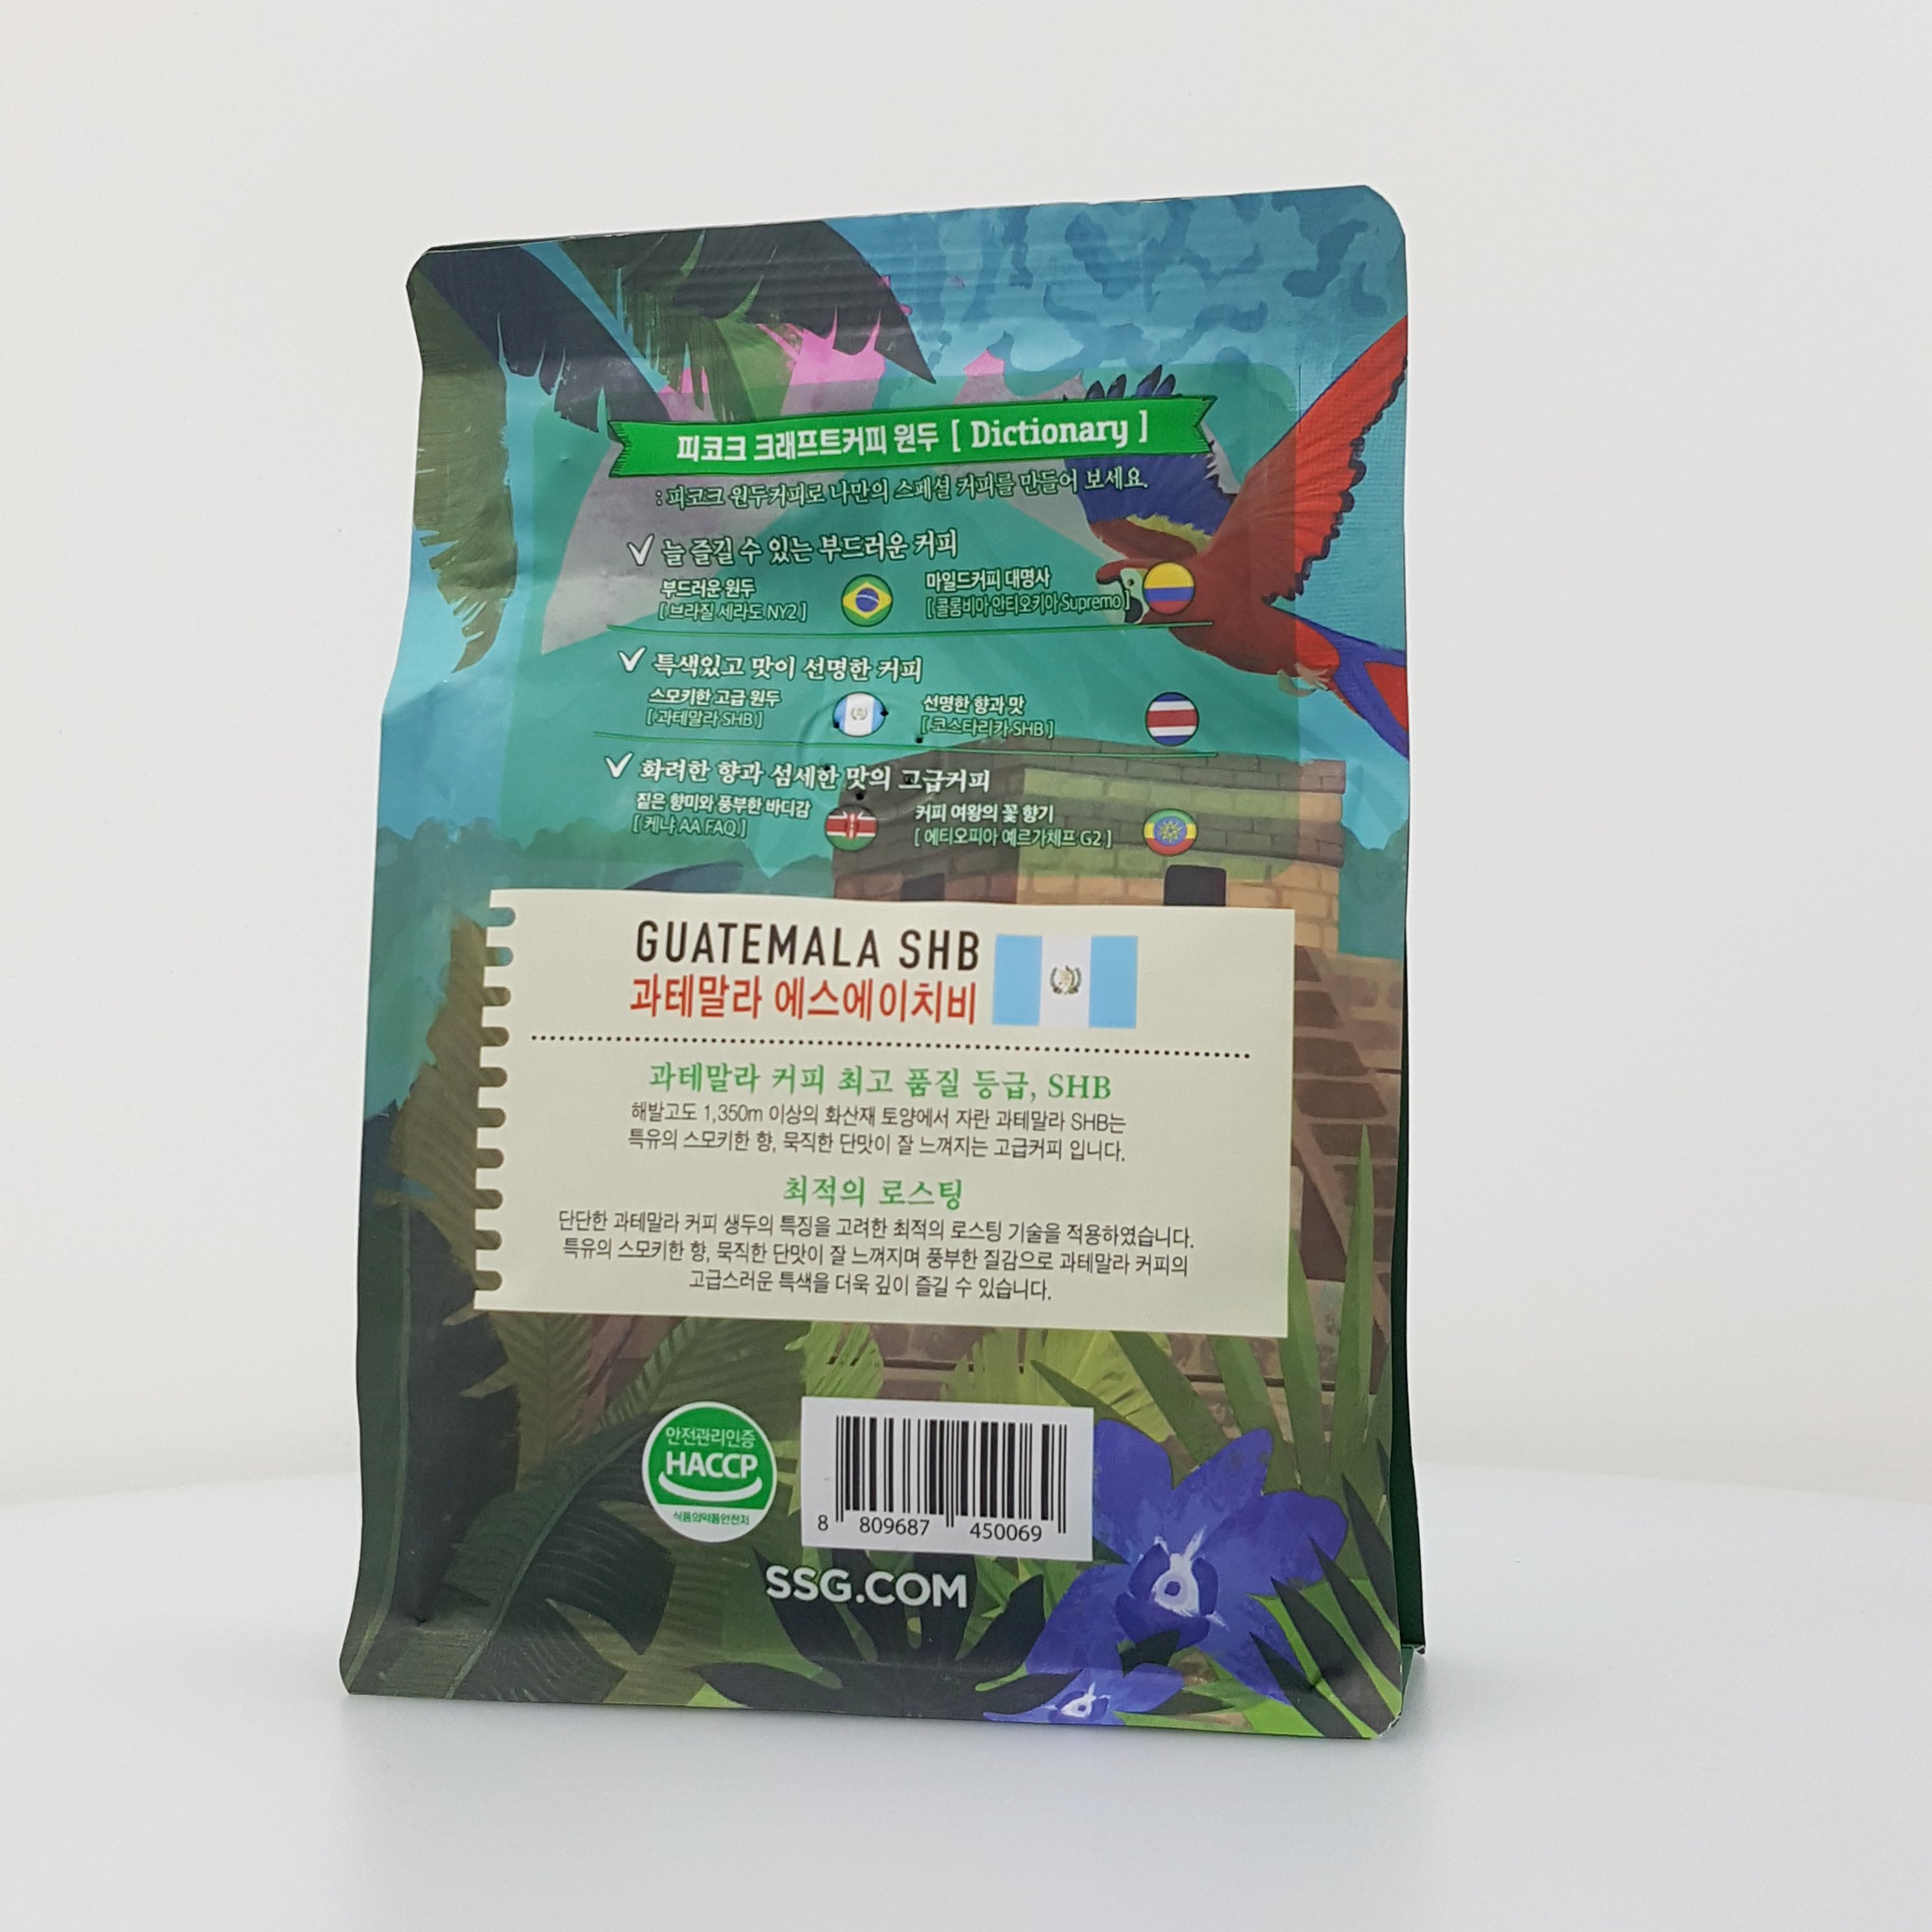 피코크 크래프트커피 원두 [ Dictionary ]
: 피코크 원두커피로 나만의 스페셜 커피를 만들어 보세요.
늘 즐길 수 있는 부드러운 커피
부드러운 원두
[ 브라질 세라도 NY2 ]
마일드커피 대명사
[ 콜롬비아 안티오키아 Supremo ]
특색있고 맛이 선명한 커피
스모키한 고급 원두
[ 과테말라 SHB ]
선명한 향과 맛
[ 코스타리카 SHB ]
화려한 향과 섬세한 맛의 고급커피
짙은 향미와 풍부한 바디감
[ 케냐 AA FAQ ]
커피 여왕의 꽃 향기
[ 에티오피아 예르가체프 G2 ]
GUATEMALA SHB
과테말라 에스에이치비
과테말라 커피 최고 품질 등급, SHB
해발고도 1,350m 이상의 화산재 토양에서 자란 과테말라 SHB는
특유의 스모키한 향, 묵직한 단맛이 잘 느껴지는 고급커피 입니다.
최적의 로스팅
단단한 과테말라 커피 생두의 특징을 고려한 최적의 로스팅 기술을 적용하였습니다.
특유의 스모키한 향, 묵직한 단맛이 잘 느껴지며 풍부한 질감으로 과테말라 커피의
고급스러운 특색을 더욱 깊이 즐길 수 있습니다.
안전관리인증
HACCP
식품의약품안전처
8 809687 450069
SSG.COM